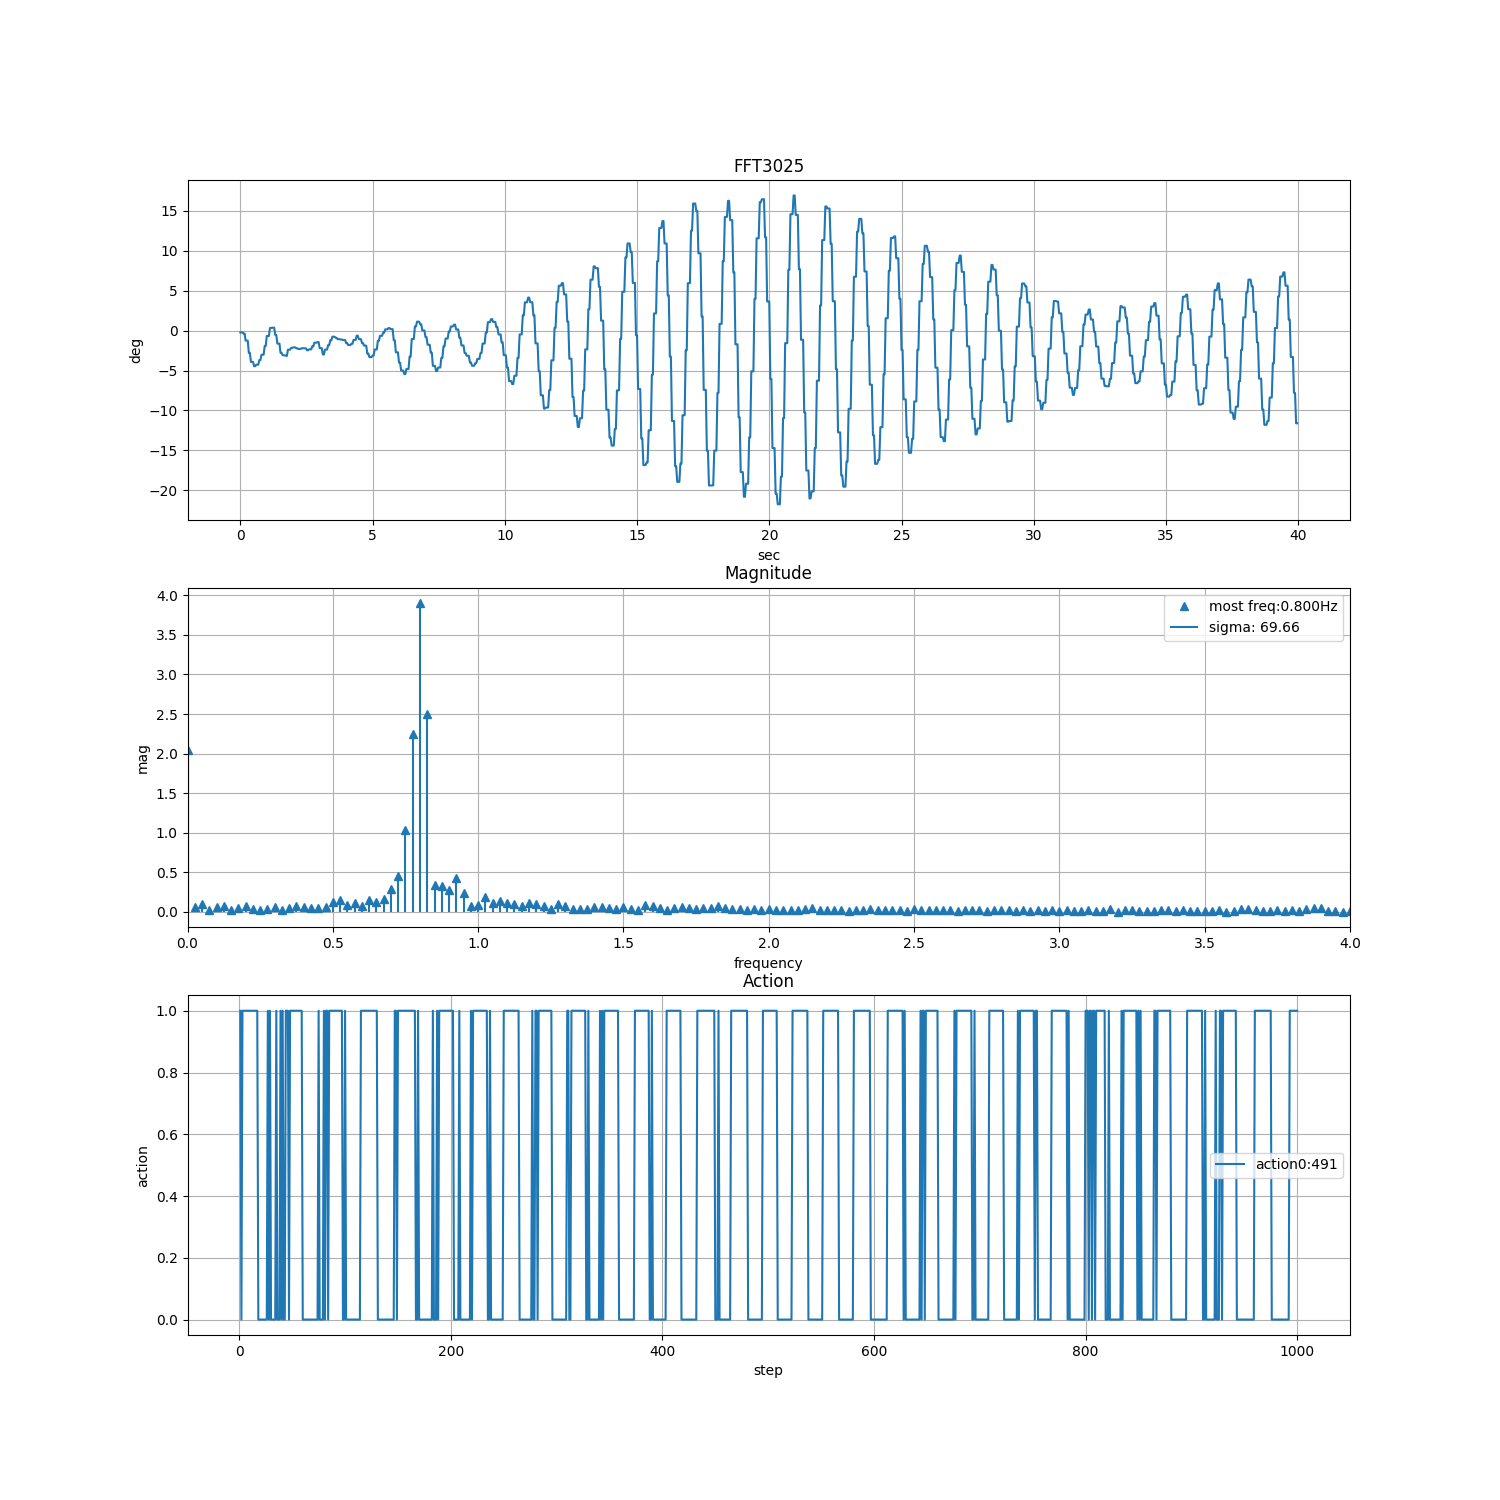 FFT3025
deg
15
10
5
0
−5
−10
−15
−20
0 5 10 15 20 25 30 35 40
sec
Magnitude
mag
4.0
3.5
3.0
2.5
2.0
1.5
1.0
0.5
0.0
most freq:0.800Hz
sigma: 69.66
0.0 0.5 1.0 1.5 2.0 2.5 3.0 3.5 4.0
frequency
Action
action
1.0
0.8
0.6
0.4
0.2
0.0
action0:491
0 200 400 600 800 1000
step